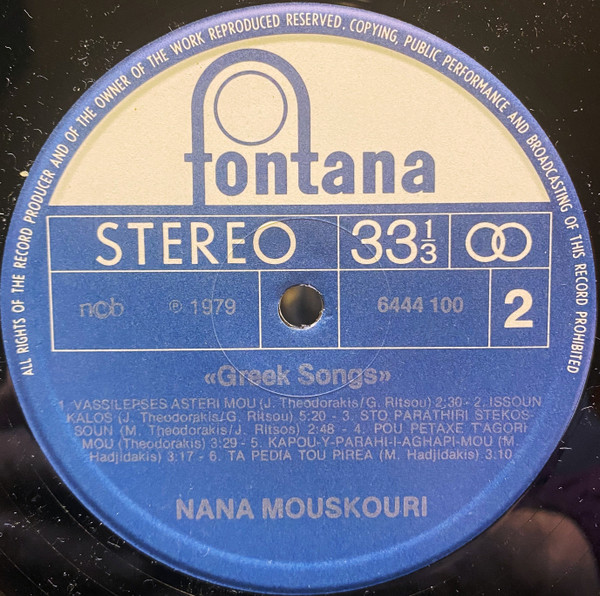 ALL RIGHTS OF THE RECORD PRODUCER AND OF THE OWNER OF THE WORK REPRODUCED RESERVED. COPYING, PUBLIC PERFORMANCE AND BROADCASTING OF THIS RECORD PROHIBITED
fontana
STEREO 33 1/3
ncb ℗ 1979 6444 100 2
«Greek Songs»
1. VASSILEPSES ASTERI MOU (J. Theodorakis/G. Ritsou) 2:30 - 2. ISSOUN
KALOS (J. Theodorakis/G. Ritsou) 5:20 - 3. STO PARATHIRI STEKOS-
SOUN (M. Theodorakis/J. Ritsos) 2:48 - 4. POU PETAXE T'AGORI
MOU (Theodorakis) 3:29 - 5. KAPOU-Y-PARAHI-I-AGHAPI-MOU (M.
Hadjidakis) 3:17 - 6. TA PEDIA TOU PIREA (M. Hadjidakis) 3:10
NANA MOUSKOURI